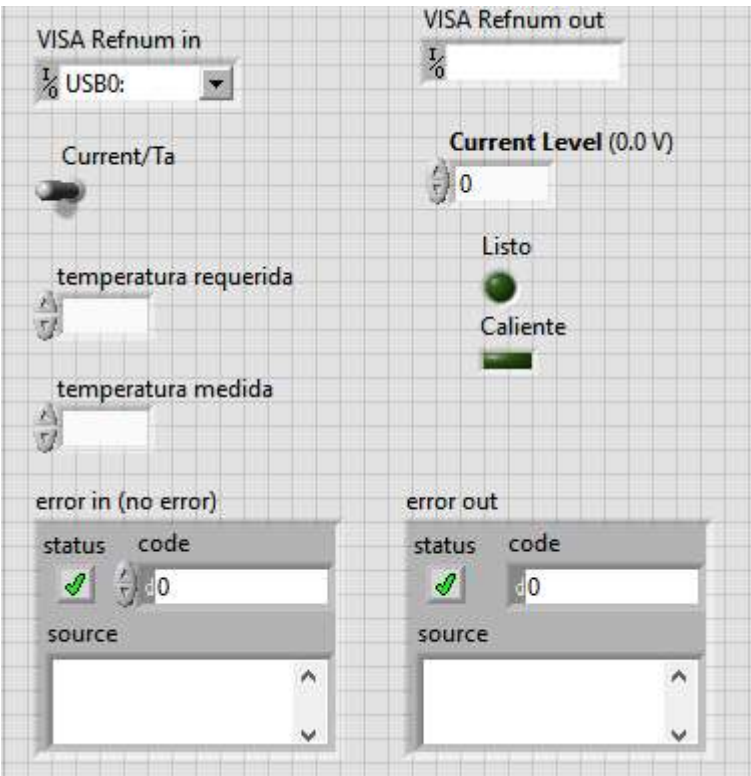 VISA Refnum in
I/O USB0:
Current/Ta
temperatura requerida
temperatura medida
error in (no error)
status code
d 0
source
VISA Refnum out
I/O
Current Level (0.0 V)
0
Listo
Caliente
error out
status code
d 0
source